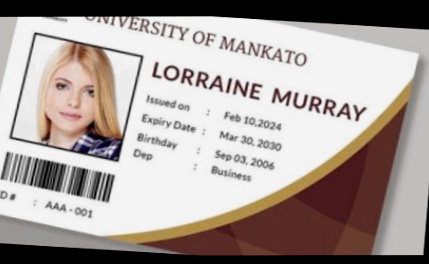 UNIVERSITY OF MANKATO
LORRAINE MURRAY
Issued on : Feb 10,2024
Expiry Date : Mar 30, 2030
Birthday : Sep 03, 2006
Dep : Business
D# : AAA - 001